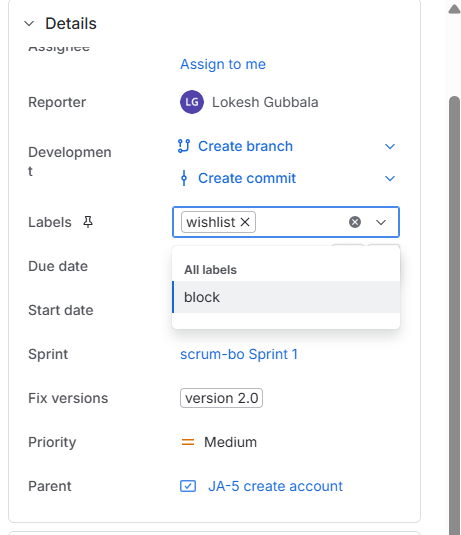 Details
Assignee
Assign to me
Reporter
LG Lokesh Gubbala
Developmen
t
Create branch
Create commit
Labels
wishlist
Due date
All labels
block
Start date
Sprint
scrum-bo Sprint 1
Fix versions
version 2.0
Priority
Medium
Parent
JA-5 create account